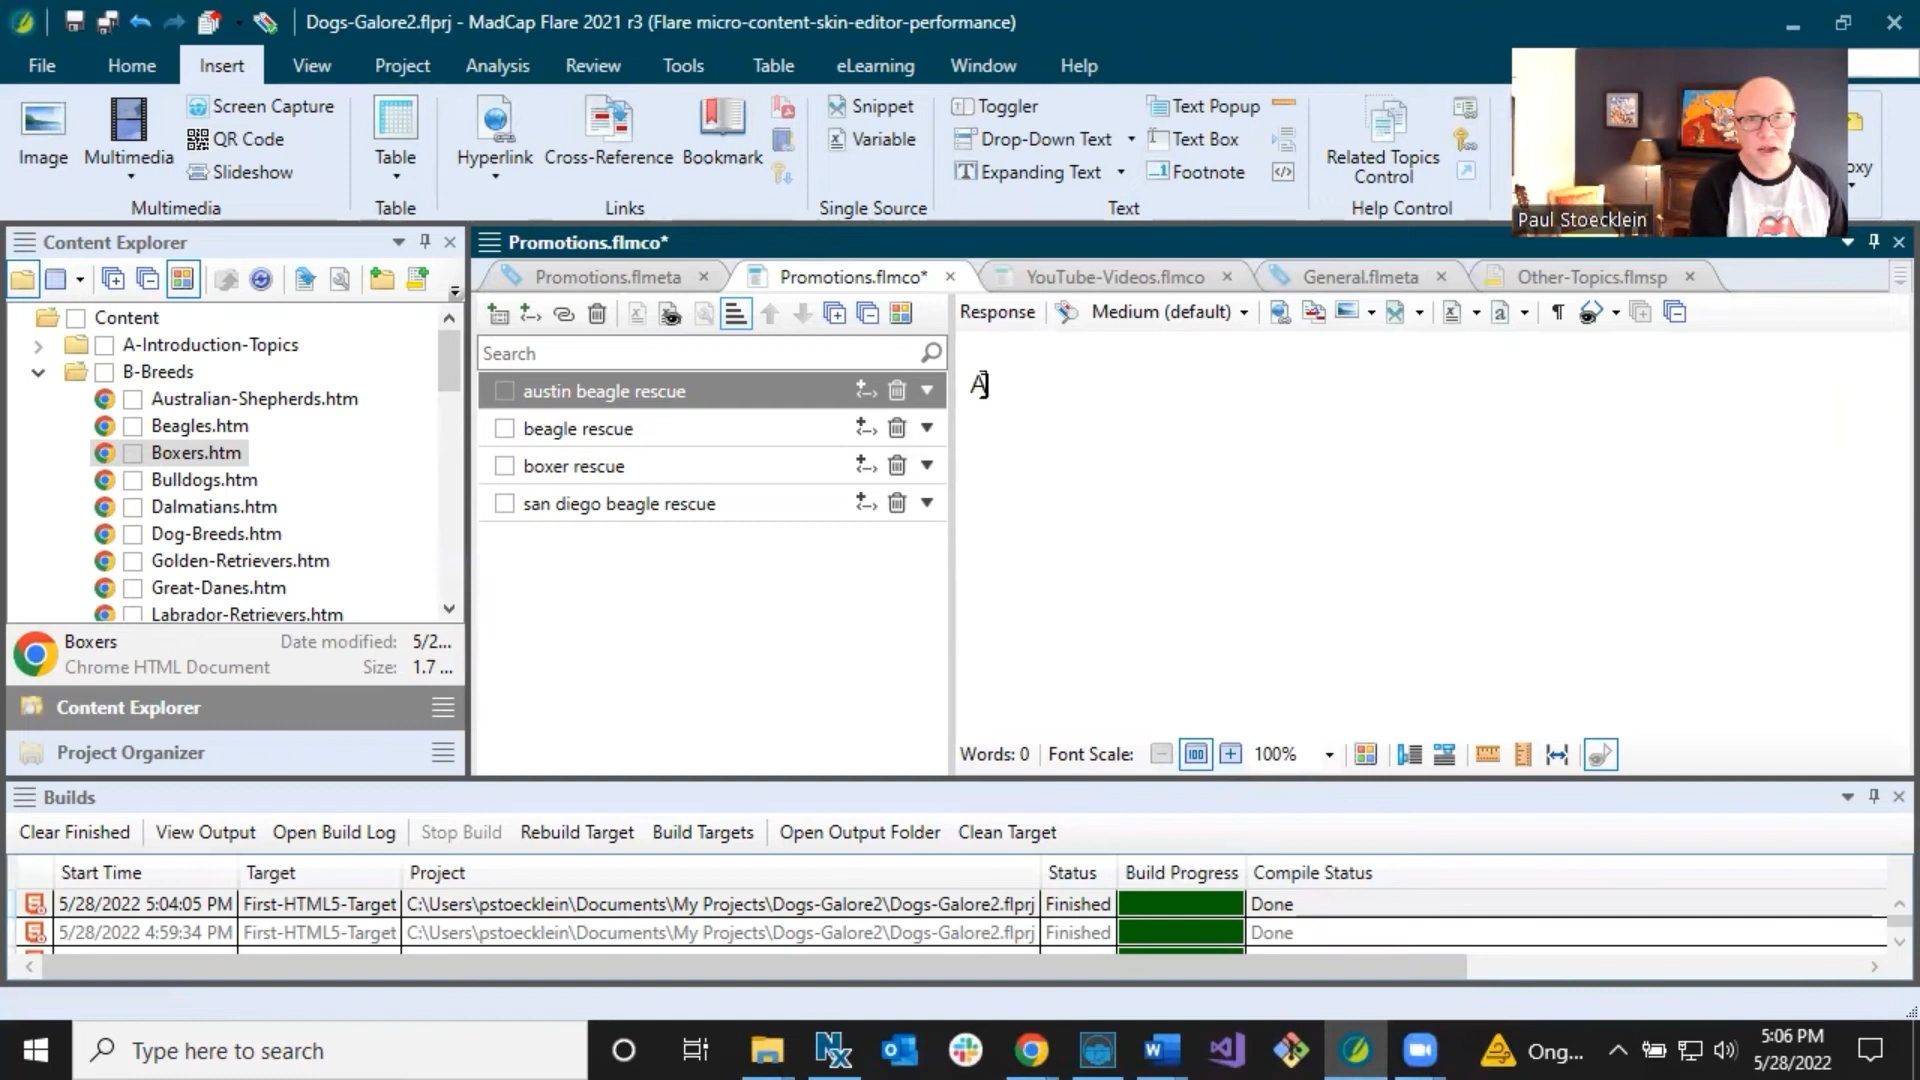 Dogs-Galore2.flprj - MadCap Flare 2021 r3 (Flare micro-content-skin-editor-performance)
File Home Insert View Project Analysis Review Tools Table eLearning Window Help
Image
Multimedia
Screen Capture
QR Code
Slideshow
Multimedia
Table
Table
Hyperlink
Cross-Reference
Bookmark
Links
Snippet
Variable
Single Source
Toggler
Drop-Down Text
Expanding Text
Text Popup
Text Box
Footnote
Text
Related Topics
Control
Help Control
oxy
Paul Stoecklein
Content Explorer
Content
A-Introduction-Topics
B-Breeds
Australian-Shepherds.htm
Beagles.htm
Boxers.htm
Bulldogs.htm
Dalmatians.htm
Dog-Breeds.htm
Golden-Retrievers.htm
Great-Danes.htm
Labrador-Retrievers.htm
Boxers Date modified: 5/2...
Chrome HTML Document Size: 1.7 ...
Content Explorer
Project Organizer
Promotions.flmco*
Promotions.flmeta
Promotions.flmco*
YouTube-Videos.flmco
General.flmeta
Other-Topics.flmsp
Search
austin beagle rescue
beagle rescue
boxer rescue
san diego beagle rescue
Response Medium (default)
A
Words: 0 Font Scale: 100 100%
Builds
Clear Finished View Output Open Build Log Stop Build Rebuild Target Build Targets Open Output Folder Clean Target
Start Time Target Project Status Build Progress Compile Status
5/28/2022 5:04:05 PM First-HTML5-Target C:\Users\pstoecklein\Documents\My Projects\Dogs-Galore2\Dogs-Galore2.flprj Finished Done
5/28/2022 4:59:34 PM First-HTML5-Target C:\Users\pstoecklein\Documents\My Projects\Dogs-Galore2\Dogs-Galore2.flprj Finished Done
Type here to search
Ong...
5:06 PM
5/28/2022